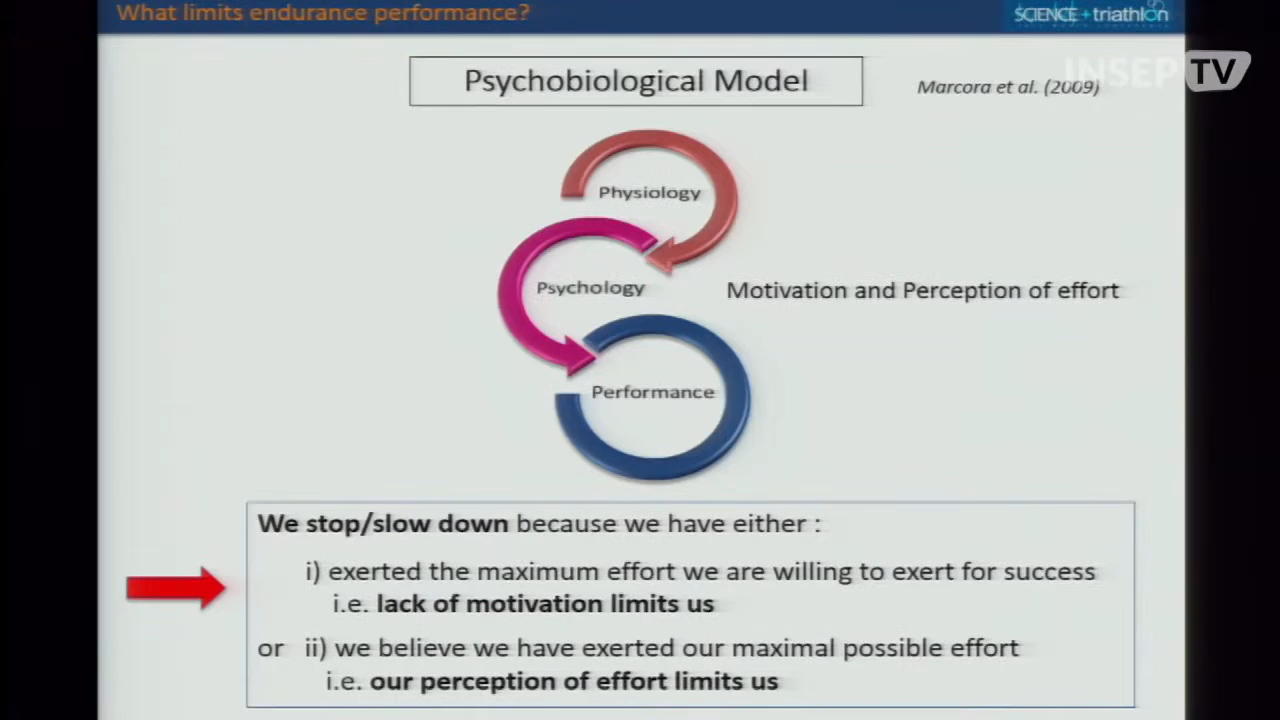 What limits endurance performance?
SCIENCE + triathlon
INSEP TV
Psychobiological Model
Marcora et al. (2009)
Physiology
Psychology
Motivation and Perception of effort
Performance
We stop/slow down because we have either :
i) exerted the maximum effort we are willing to exert for success
i.e. lack of motivation limits us
or ii) we believe we have exerted our maximal possible effort
i.e. our perception of effort limits us